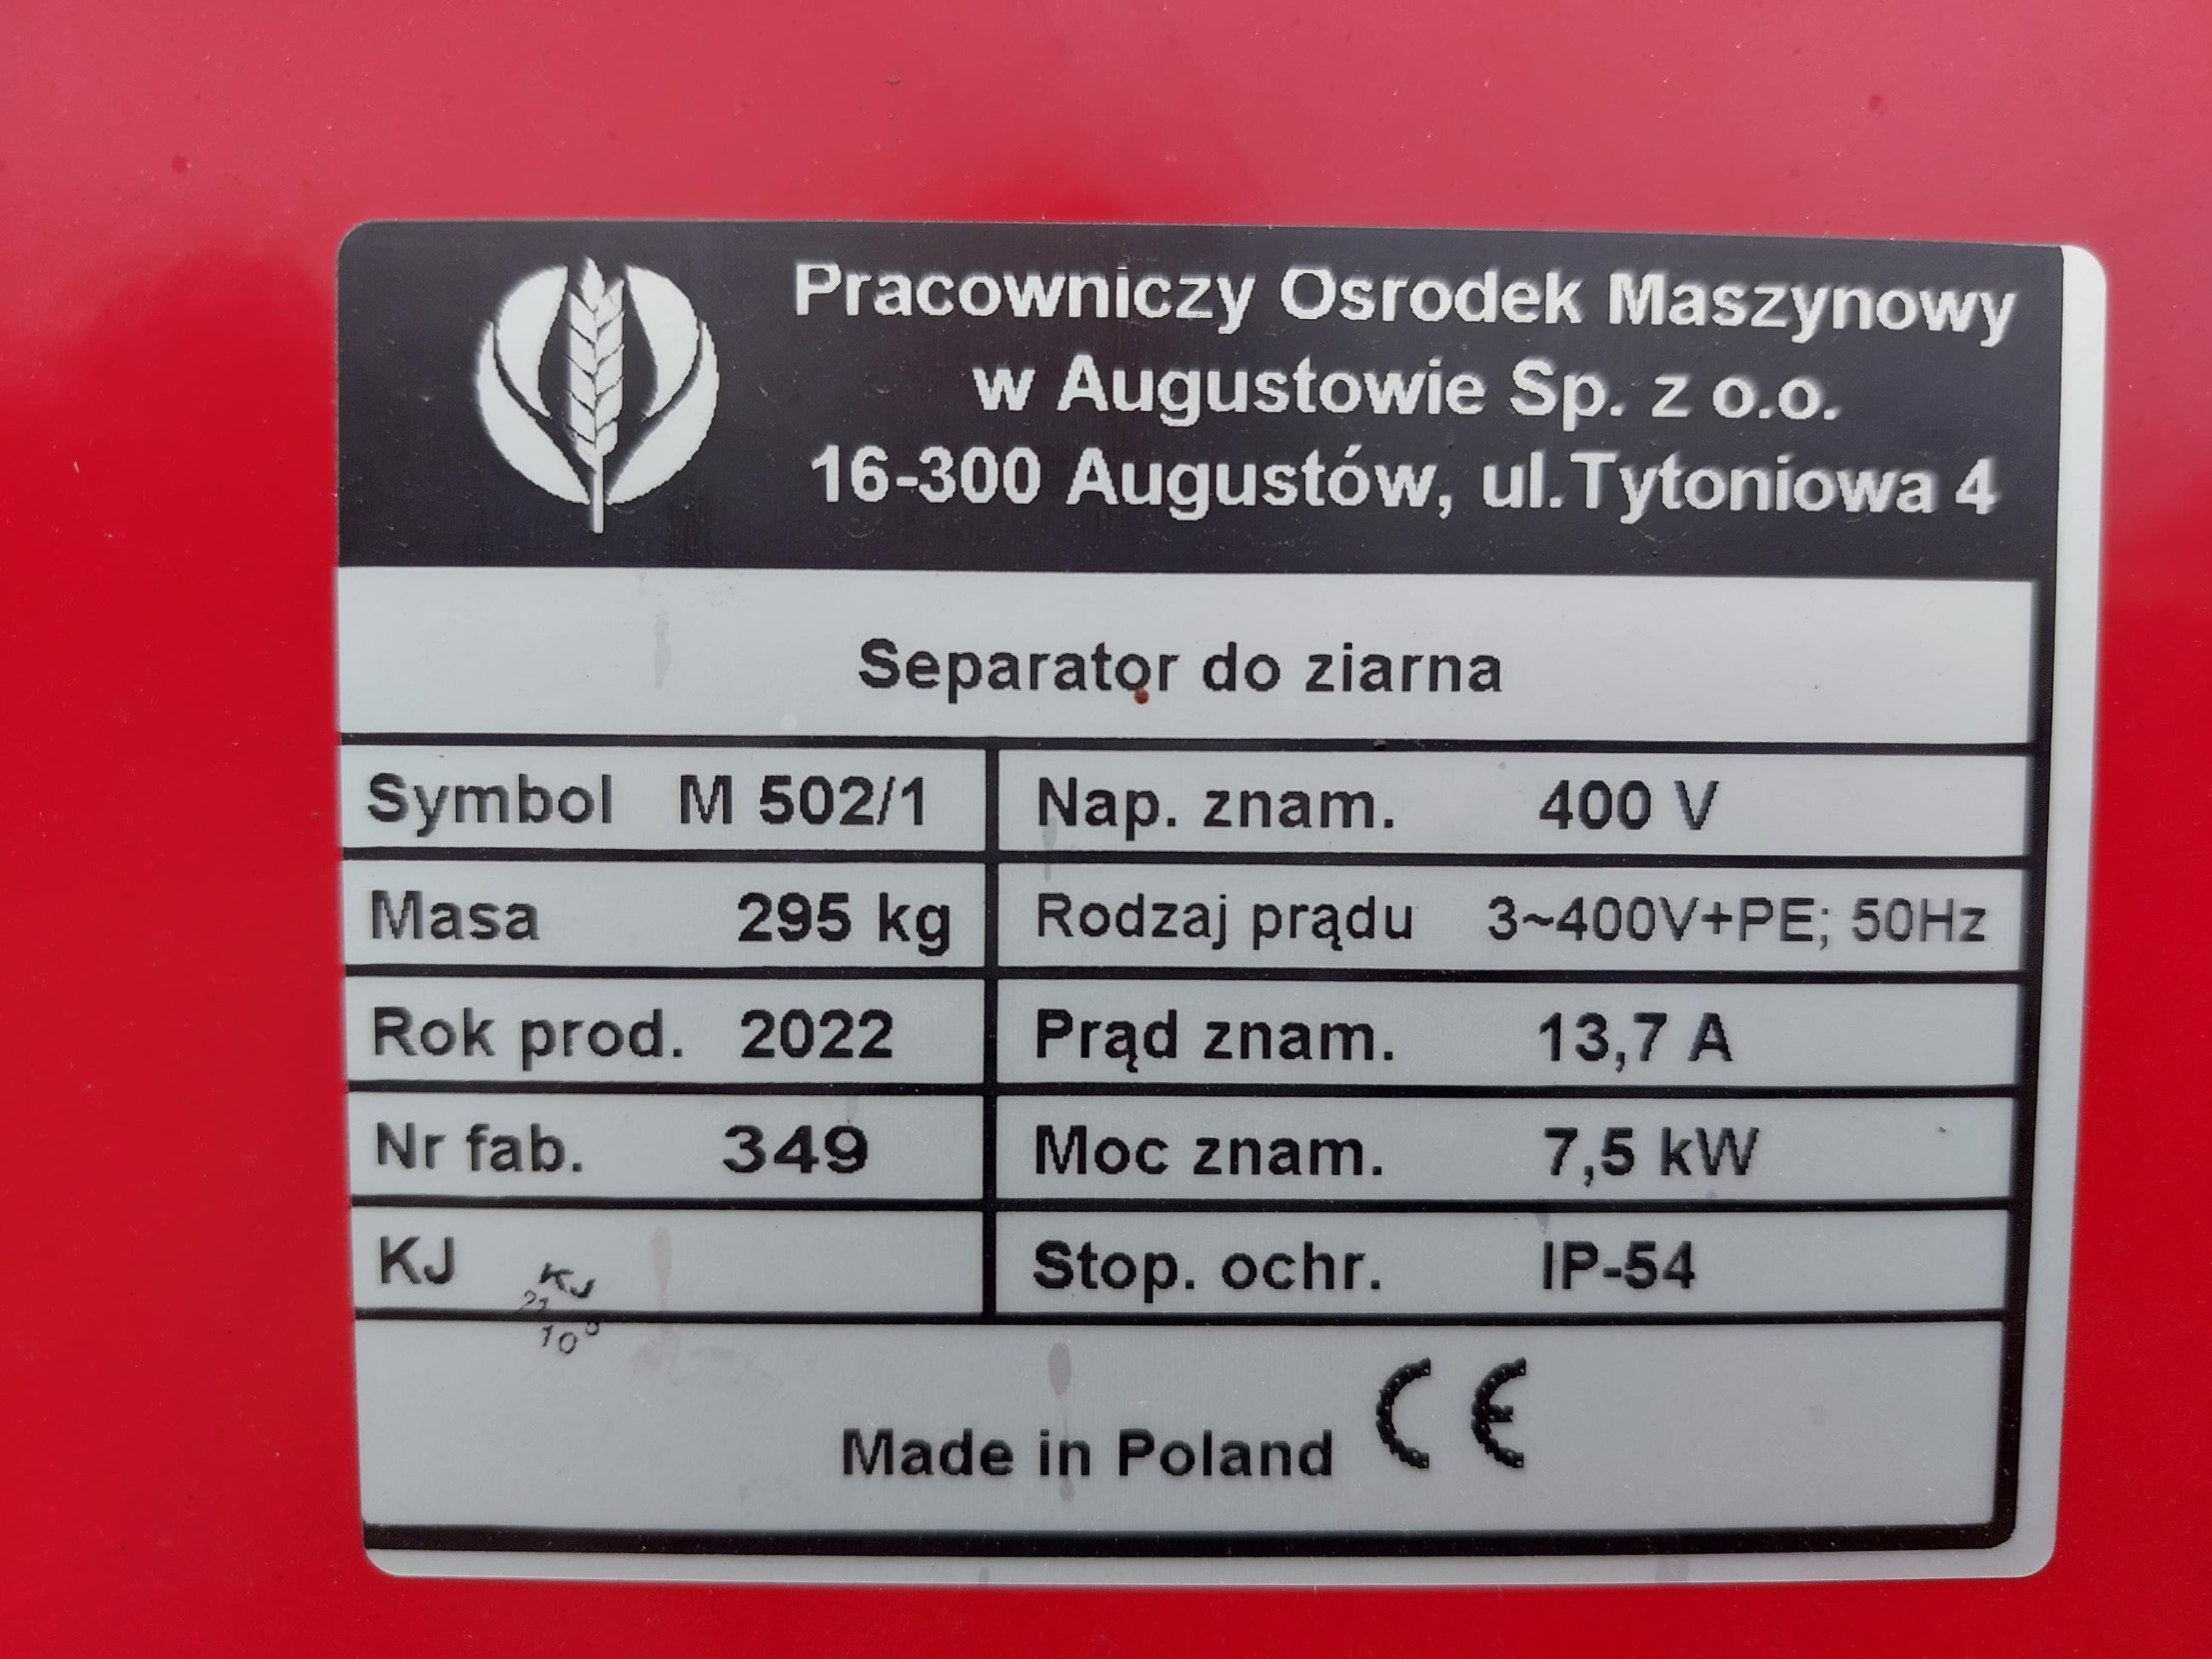 Pracowniczy Osrodek Maszynowy
w Augustowie Sp. z o.o.
16-300 Augustów, ul.Tytoniowa 4
Separator do ziarna
Symbol M 502/1 Nap. znam. 400 V
Masa 295 kg Rodzaj prądu 3~400V+PE; 50Hz
Rok prod. 2022 Prąd znam. 13,7 A
Nr fab. 349 Moc znam. 7,5 kW
KJ KJ Stop. ochr. IP-54
Made in Poland CE